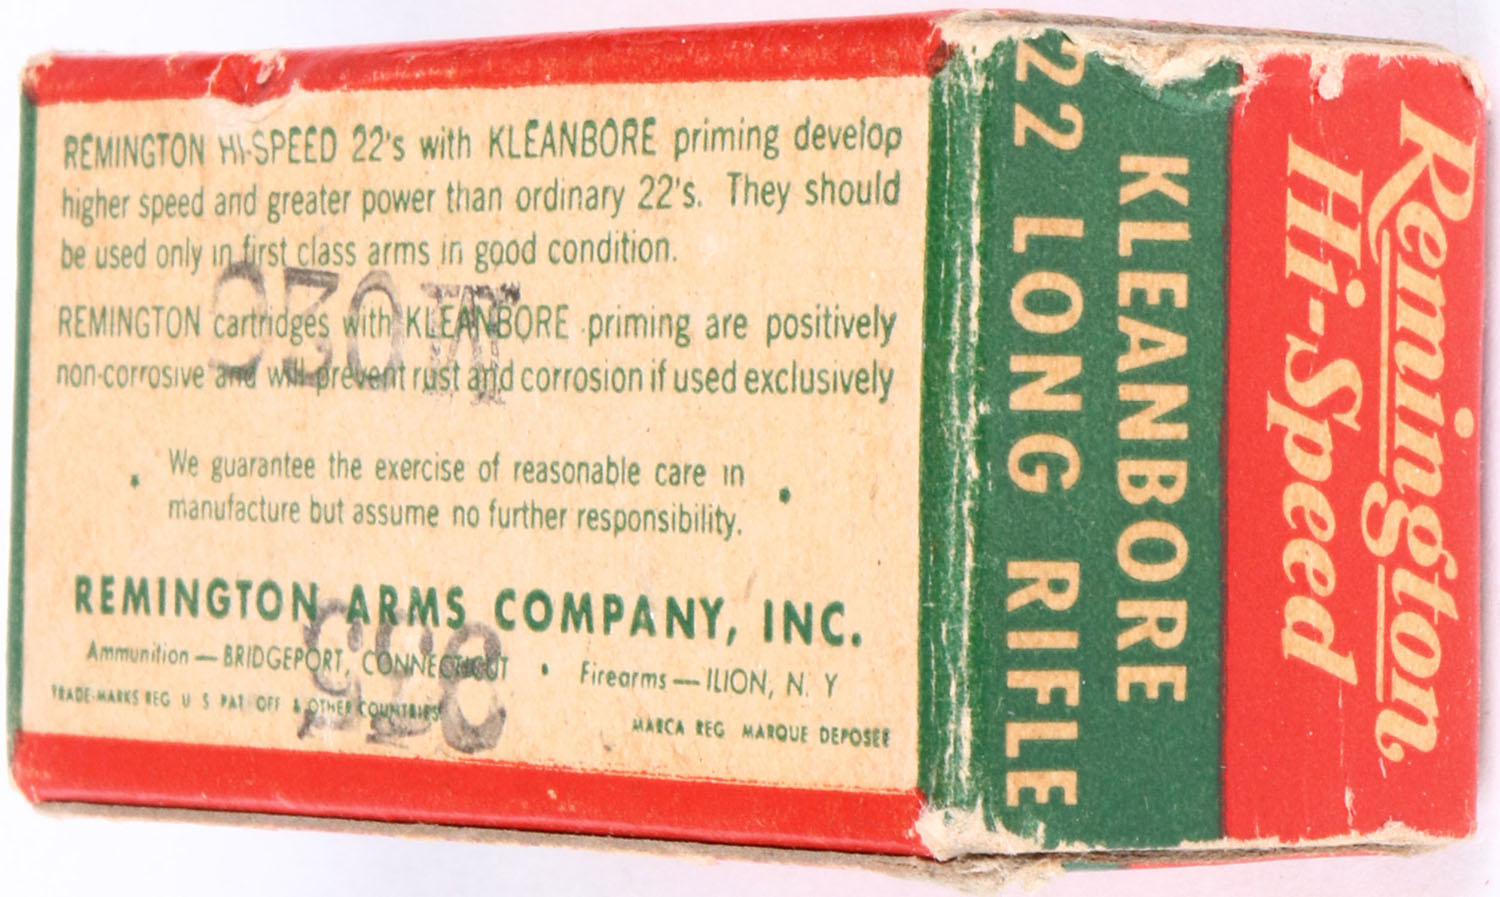 REMINGTON HI-SPEED 22's with KLEANBORE priming develop
higher speed and greater power than ordinary 22's. They should
be used only in first class arms in good condition.
REMINGTON cartridges with KLEANBORE priming are positively
non-corrosive and will prevent rust and corrosion if used exclusively
We guarantee the exercise of reasonable care in
manufacture but assume no further responsibility.
REMINGTON ARMS COMPANY, INC.
Ammunition — BRIDGEPORT, CONNECTICUT • Firearms — ILION, N. Y
TRADE-MARKS REG U S PAT OFF & OTHER COUNTRIES
MARCA REG MARQUE DEPOSEE
Remington
Hi-Speed
KLEANBORE
22 LONG RIFLE